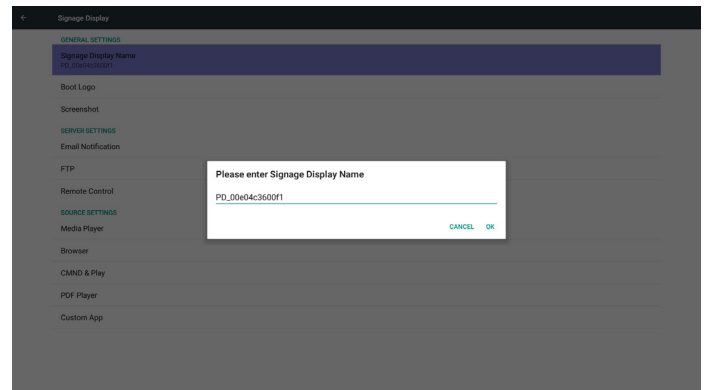 Signage Display
GENERAL SETTINGS
Signage Display Name
PD_00e04c3600f1
Boot Logo
Screenshot
SERVER SETTINGS
Email Notification
FTP
Remote Control
SOURCE SETTINGS
Media Player
Browser
CMND & Play
PDF Player
Custom App
Please enter Signage Display Name
PD_00e04c3600f1
CANCEL OK